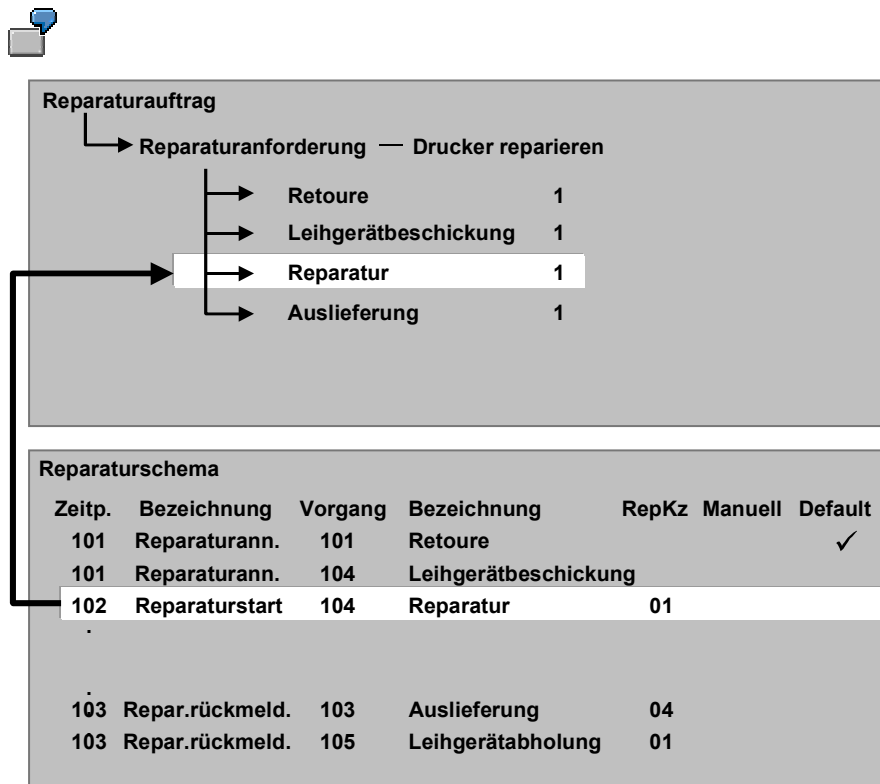 Reparaturauftrag
Reparaturanforderung — Drucker reparieren
Retoure 1
Leihgerätbeschickung 1
Reparatur 1
Auslieferung 1
Reparaturschema
Zeitp. Bezeichnung Vorgang Bezeichnung RepKz Manuell Default
101 Reparaturann. 101 Retoure ✓
101 Reparaturann. 104 Leihgerätbeschickung
102 Reparaturstart 104 Reparatur 01
.
.
.
103 Repar.rückmeld. 103 Auslieferung 04
103 Repar.rückmeld. 105 Leihgerätabholung 01